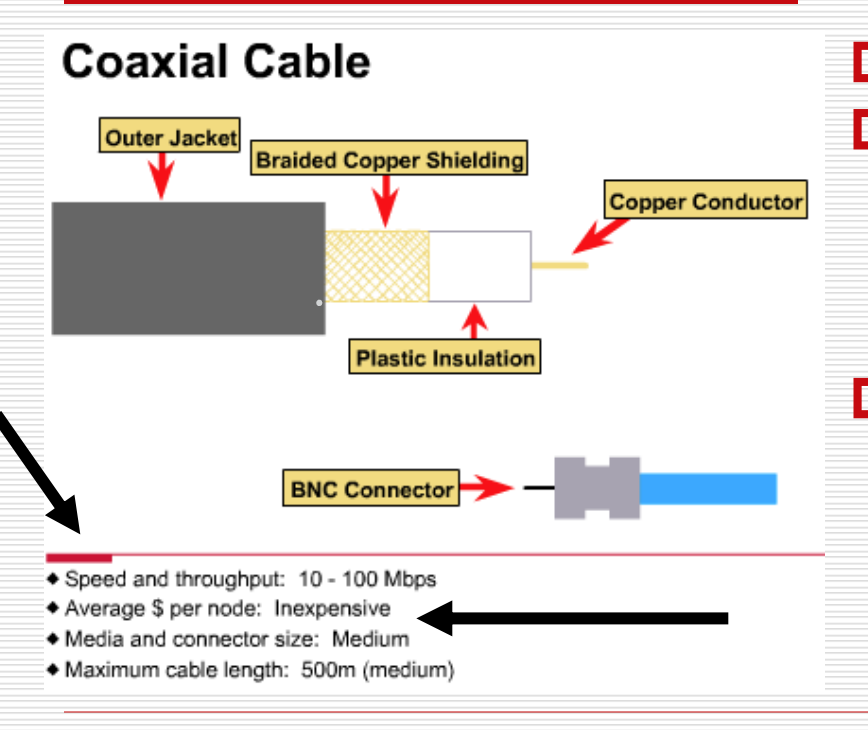 Coaxial Cable
Outer Jacket
Braided Copper Shielding
Copper Conductor
Plastic Insulation
BNC Connector
◆ Speed and throughput: 10 - 100 Mbps
◆ Average $ per node: Inexpensive
◆ Media and connector size: Medium
◆ Maximum cable length: 500m (medium)